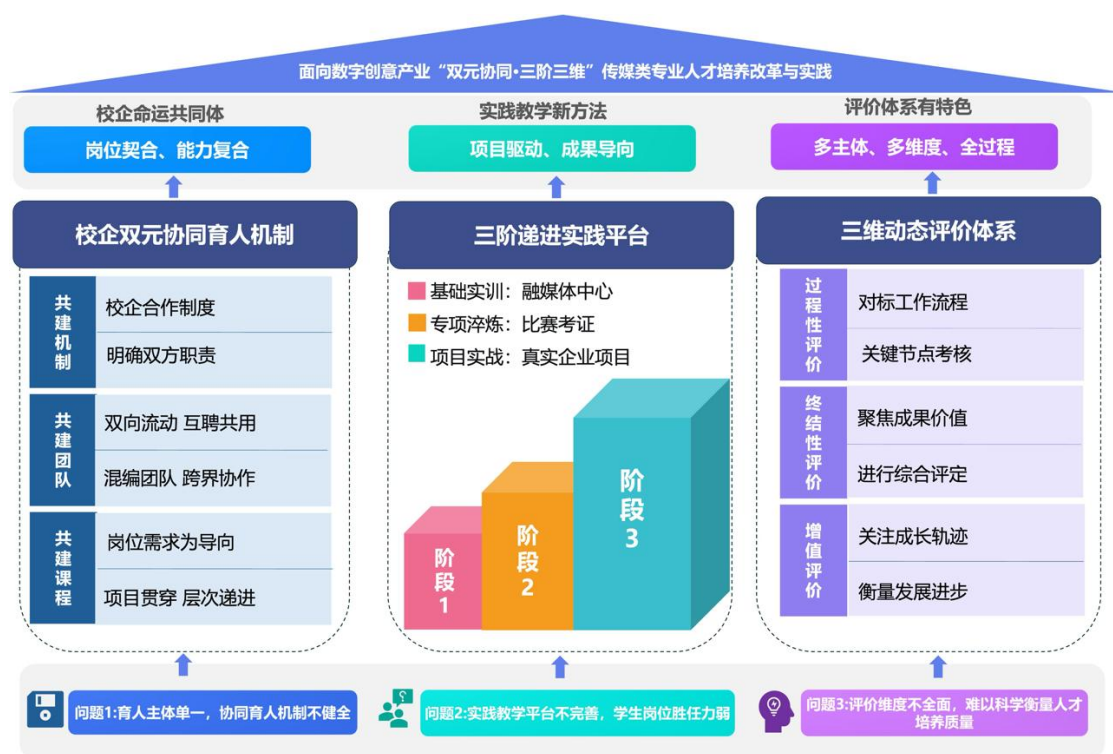 面向数字创意产业“双元协同·三阶三维”传媒类专业人才培养改革与实践
校企命运共同体
岗位契合、能力复合
实践教学新方法
项目驱动、成果导向
评价体系有特色
多主体、多维度、全过程
校企双元协同育人机制
共建机制
校企合作制度
明确双方职责
共建团队
双向流动 互聘共用
混编团队 跨界协作
共建课程
岗位需求为导向
项目贯穿 层次递进
三阶递进实践平台
基础实训：融媒体中心
专项淬炼：比赛考证
项目实战：真实企业项目
阶段1
阶段2
阶段3
三维动态评价体系
过程性评价
对标工作流程
关键节点考核
终结性评价
聚焦成果价值
进行综合评定
增值评价
关注成长轨迹
衡量发展进步
问题1:育人主体单一，协同育人机制不健全
问题2:实践教学平台不完善，学生岗位胜任力弱
问题3:评价维度不全面，难以科学衡量人才
培养质量